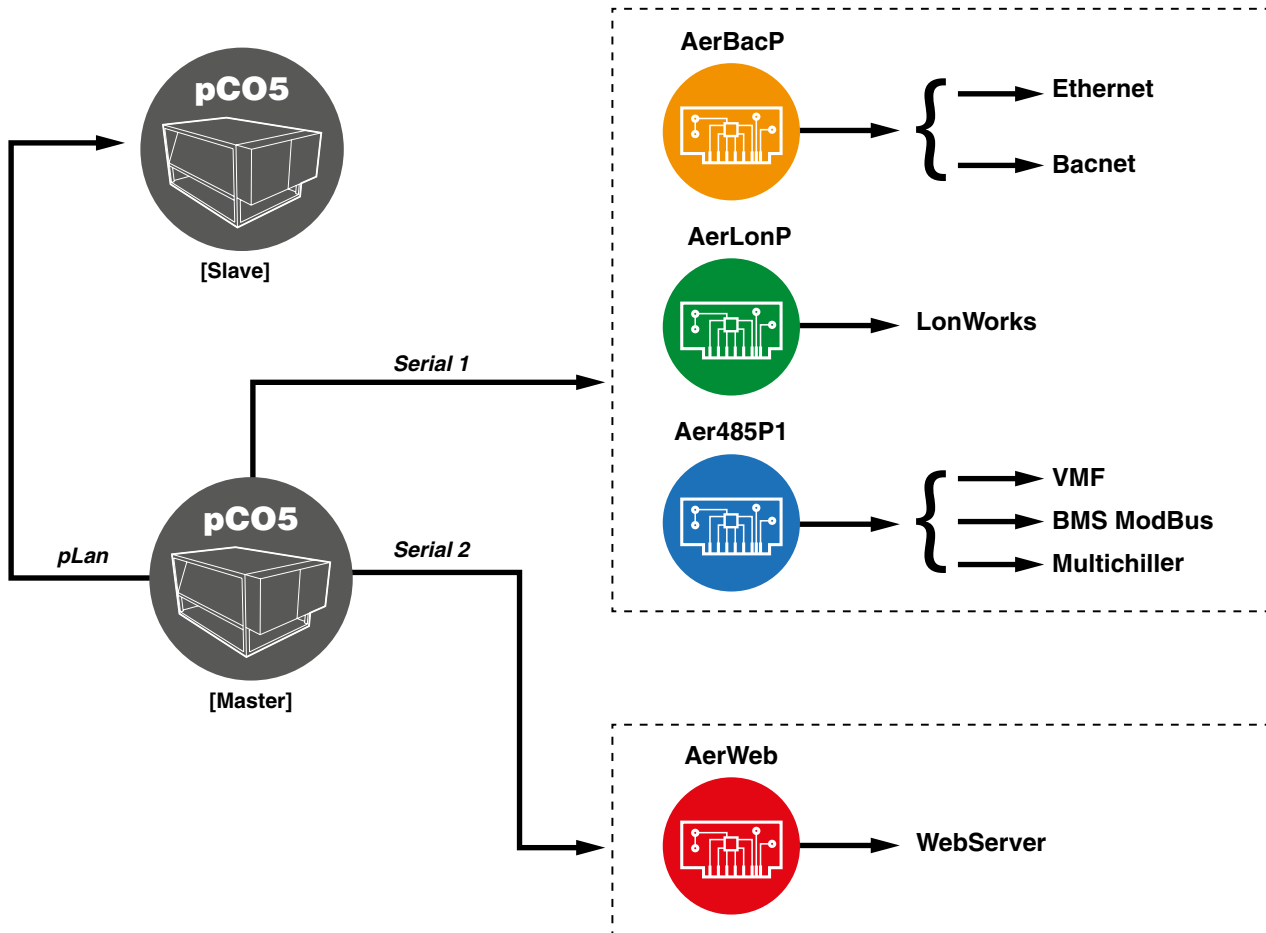 pCO5
[Slave]
pLan
Serial 1
pCO5
Serial 2
[Master]
AerBacP
Ethernet
Bacnet
AerLonP
LonWorks
Aer485P1
VMF
BMS ModBus
Multichiller
AerWeb
WebServer